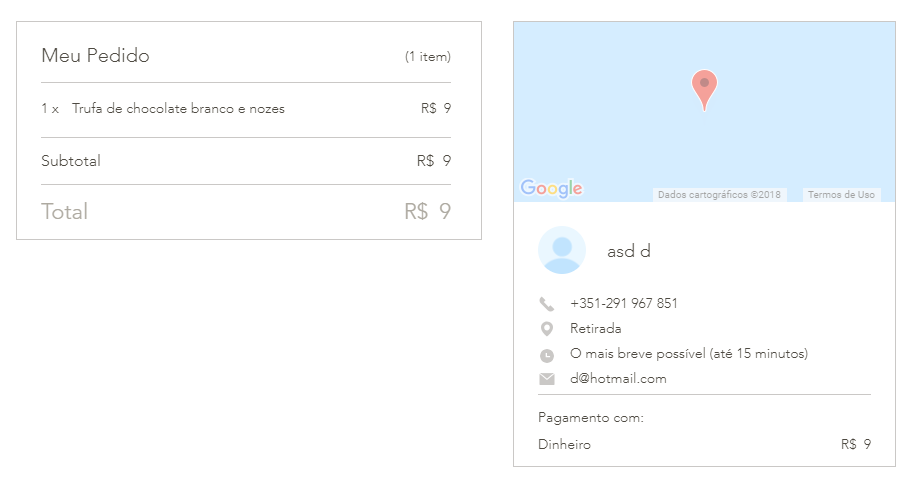 Meu Pedido (1 item)
1 x Trufa de chocolate branco e nozes R$ 9
Subtotal R$ 9
Total R$ 9
Google Dados cartográficos ©2018 Termos de Uso
asd d
+351-291 967 851
Retirada
O mais breve possível (até 15 minutos)
d@hotmail.com
Pagamento com:
Dinheiro R$ 9